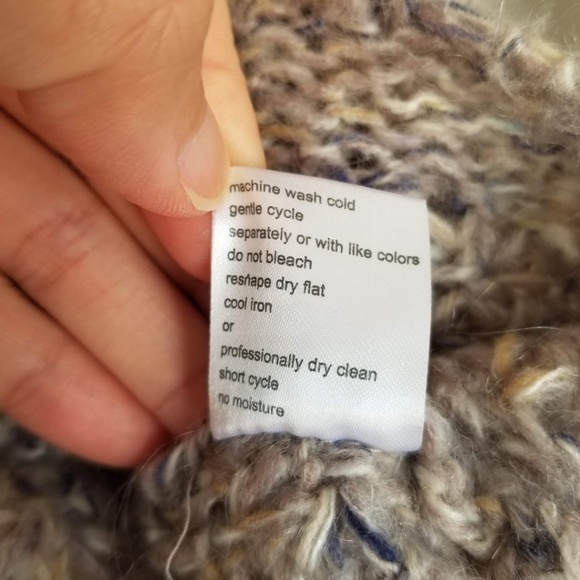 machine wash cold
gentle cycle
separately or with like colors
do not bleach
reshape dry flat
cool iron
or
professionally dry clean
short cycle
no moisture